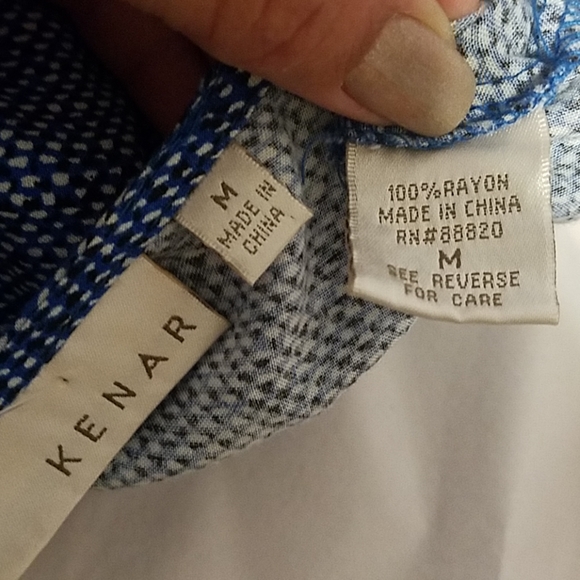 KENAR
M
MADE IN
CHINA
100%RAYON
MADE IN CHINA
RN#88820
M
SEE REVERSE
FOR CARE